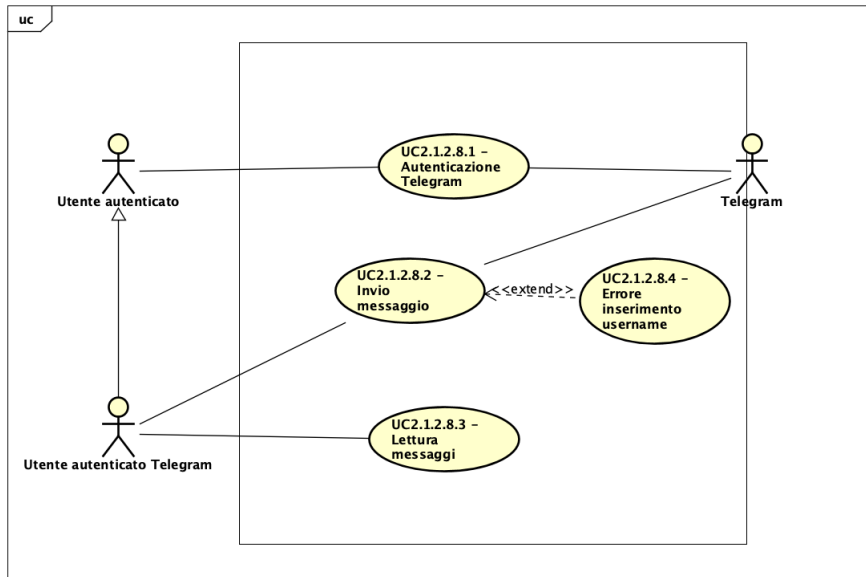 uc
UC2.1.2.8.1 –
Autenticazione
Telegram
Utente autenticato
Telegram
UC2.1.2.8.2 –
Invio
messaggio
<<extend>>
UC2.1.2.8.4 –
Errore
inserimento
username
UC2.1.2.8.3 –
Lettura
messaggi
Utente autenticato Telegram